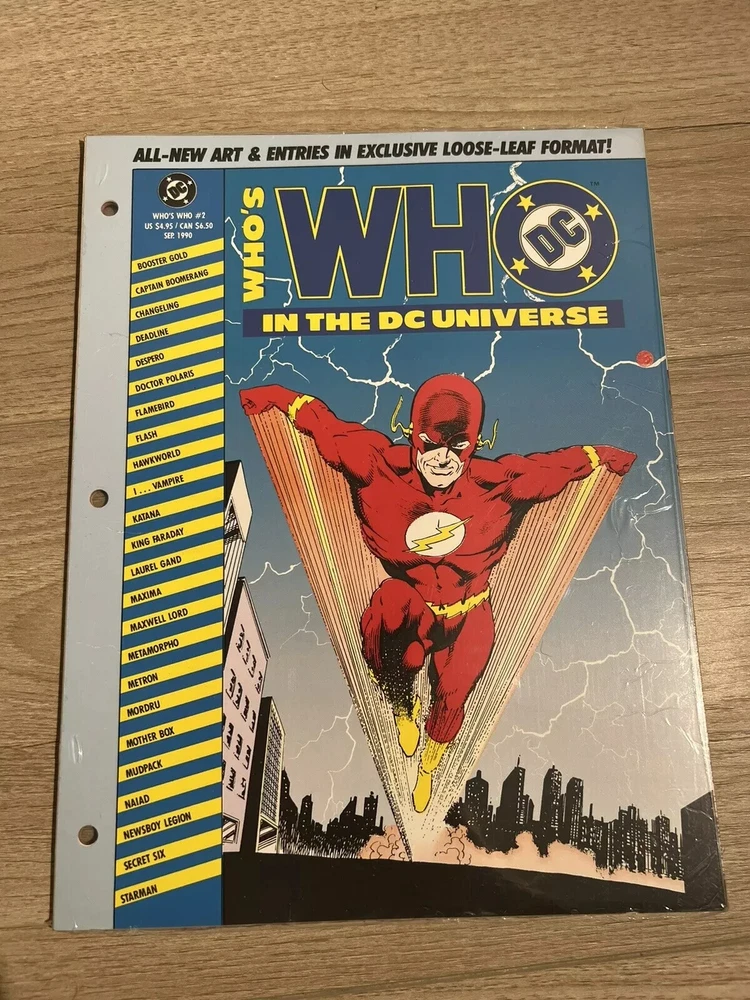 ALL-NEW ART & ENTRIES IN EXCLUSIVE LOOSE-LEAF FORMAT!
DC
WHO'S WHO #2
US $4.95 / CAN $6.50
SEP. 1990
WHO'S
WHO
DC
TM
IN THE DC UNIVERSE
BOOSTER GOLD
CAPTAIN BOOMERANG
CHANGELING
DEADLINE
DESPERO
DOCTOR POLARIS
FLAMEBIRD
FLASH
HAWKWORLD
I . . . VAMPIRE
KATANA
KING FARADAY
LAUREL GAND
MAXIMA
MAXWELL LORD
METAMORPHO
METRON
MORDRU
MOTHER BOX
MUDPACK
NAIAD
NEWSBOY LEGION
SECRET SIX
STARMAN